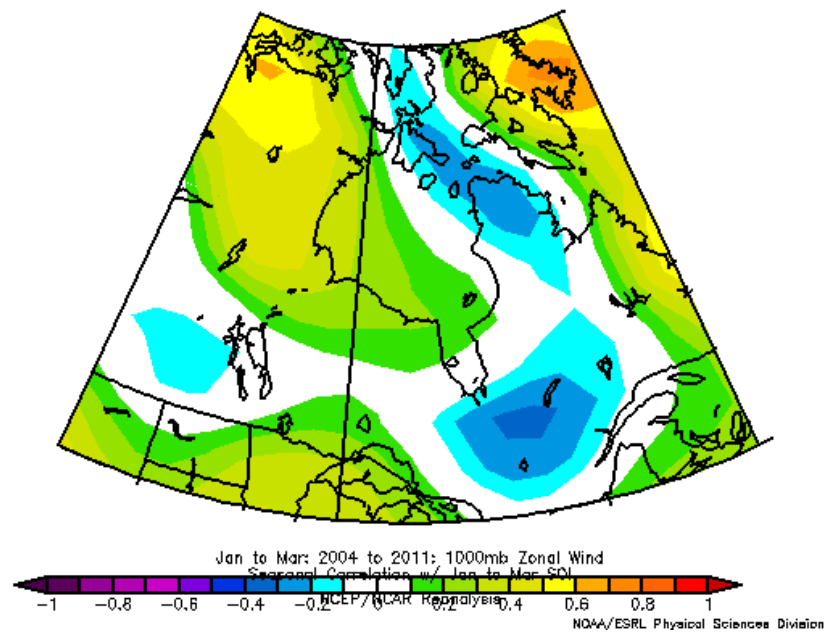 Jan to Mar: 2004 to 2011: 1000mb Zonal Wind
Seasonal Correlation w/ Jan to Mar SOI
NCEP/NCAR Reanalysis
-1 -0.8 -0.6 -0.4 -0.2 0 0.2 0.4 0.6 0.8 1
NOAA/ESRL Physical Sciences Division